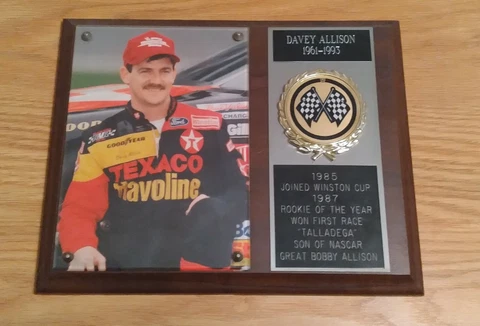 DAVEY ALLISON
1961-1993
GOODYEAR
Ford
TEXACO
Havoline
1985
JOINED WINSTON CUP
1987
ROOKIE OF THE YEAR
WON FIRST RACE
"TALLADEGA"
SON OF NASCAR
GREAT BOBBY ALLISON